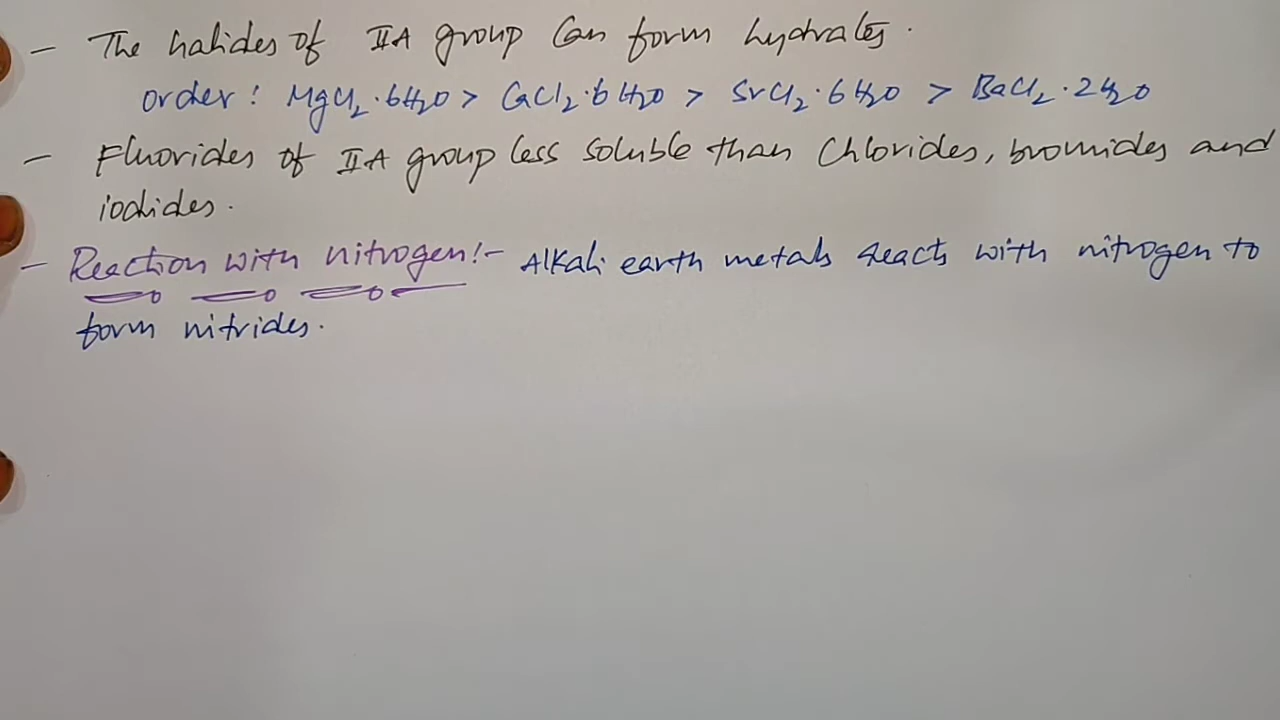 - The halides of IIA group can form hydrates.
order: MgCl₂·6H₂O > CaCl₂·6H₂O > SrCl₂·6H₂O > BaCl₂·2H₂O
- Fluorides of IIA group less soluble than chlorides, bromides and
iodides.
- Reaction with nitrogen:- Alkali earth metals reacts with nitrogen to
form nitrides.